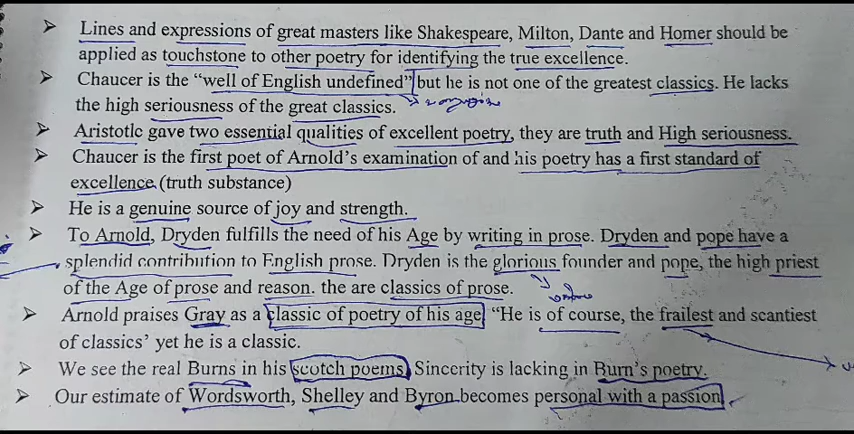 ➢ Lines and expressions of great masters like Shakespeare, Milton, Dante and Homer should be
applied as touchstone to other poetry for identifying the true excellence.
➢ Chaucer is the “well of English undefined” but he is not one of the greatest classics. He lacks
the high seriousness of the great classics.
➢ Aristotle gave two essential qualities of excellent poetry, they are truth and High seriousness.
➢ Chaucer is the first poet of Arnold’s examination of and his poetry has a first standard of
excellence (truth substance)
➢ He is a genuine source of joy and strength.
➢ To Arnold, Dryden fulfills the need of his Age by writing in prose. Dryden and pope have a
splendid contribution to English prose. Dryden is the glorious founder and pope, the high priest
of the Age of prose and reason. the are classics of prose.
➢ Arnold praises Gray as a classic of poetry of his age “He is of course, the frailest and scantiest
of classics’ yet he is a classic.
➢ We see the real Burns in his scotch poems. Sincerity is lacking in Burn’s poetry.
➢ Our estimate of Wordsworth, Shelley and Byron becomes personal with a passion